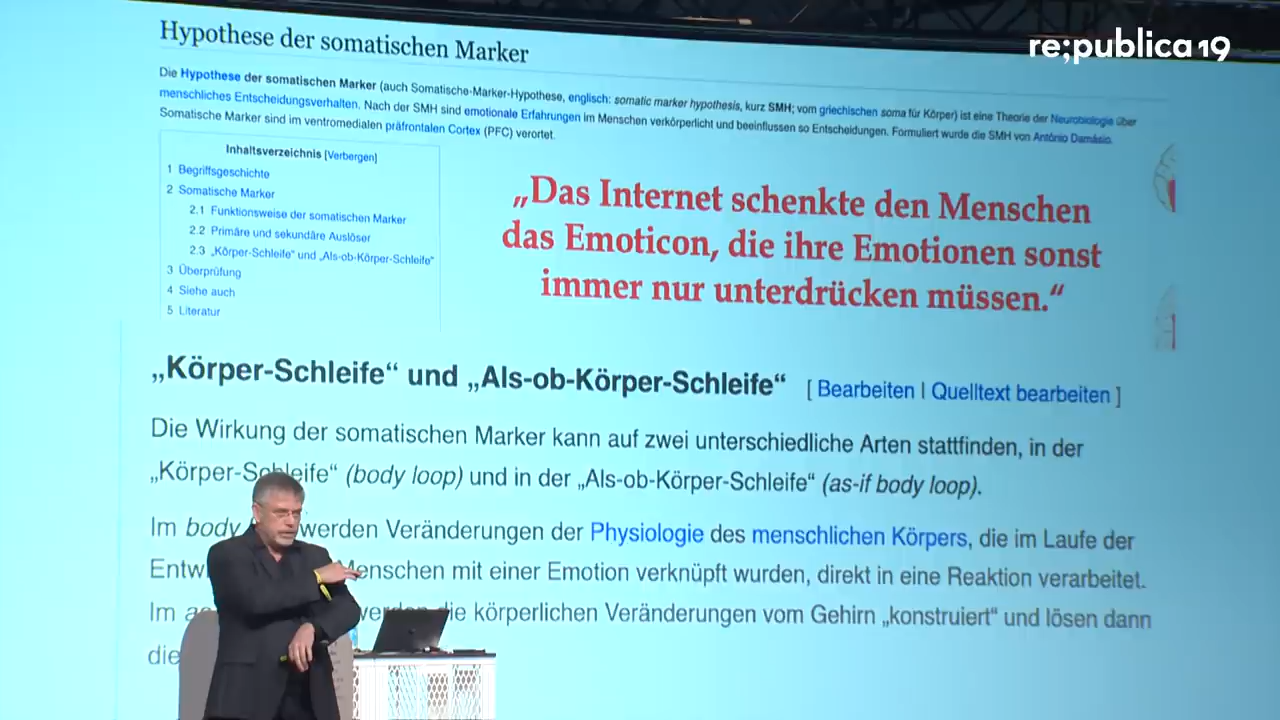 re;publica19
Hypothese der somatischen Marker
Die Hypothese der somatischen Marker (auch Somatische-Marker-Hypothese, englisch: somatic marker hypothesis, kurz SMH; vom griechischen soma für Körper) ist eine Theorie der Neurobiologie über
menschliches Entscheidungsverhalten. Nach der SMH sind emotionale Erfahrungen im Menschen verkörperlicht und beeinflussen so Entscheidungen. Formuliert wurde die SMH von António Damásio.
Somatische Marker sind im ventromedialen präfrontalen Cortex (PFC) verortet.
Inhaltsverzeichnis [Verbergen]
1 Begriffsgeschichte
2 Somatische Marker
2.1 Funktionsweise der somatischen Marker
2.2 Primäre und sekundäre Auslöser
2.3 „Körper-Schleife“ und „Als-ob-Körper-Schleife“
3 Überprüfung
4 Siehe auch
5 Literatur
„Das Internet schenkte den Menschen
das Emoticon, die ihre Emotionen sonst
immer nur unterdrücken müssen.“
„Körper-Schleife“ und „Als-ob-Körper-Schleife“ [ Bearbeiten | Quelltext bearbeiten ]
Die Wirkung der somatischen Marker kann auf zwei unterschiedliche Arten stattfinden, in der
„Körper-Schleife“ (body loop) und in der „Als-ob-Körper-Schleife“ (as-if body loop).
Im body werden Veränderungen der Physiologie des menschlichen Körpers, die im Laufe der
Entw Menschen mit einer Emotion verknüpft wurden, direkt in eine Reaktion verarbeitet.
Im die körperlichen Veränderungen vom Gehirn „konstruiert“ und lösen dann
die